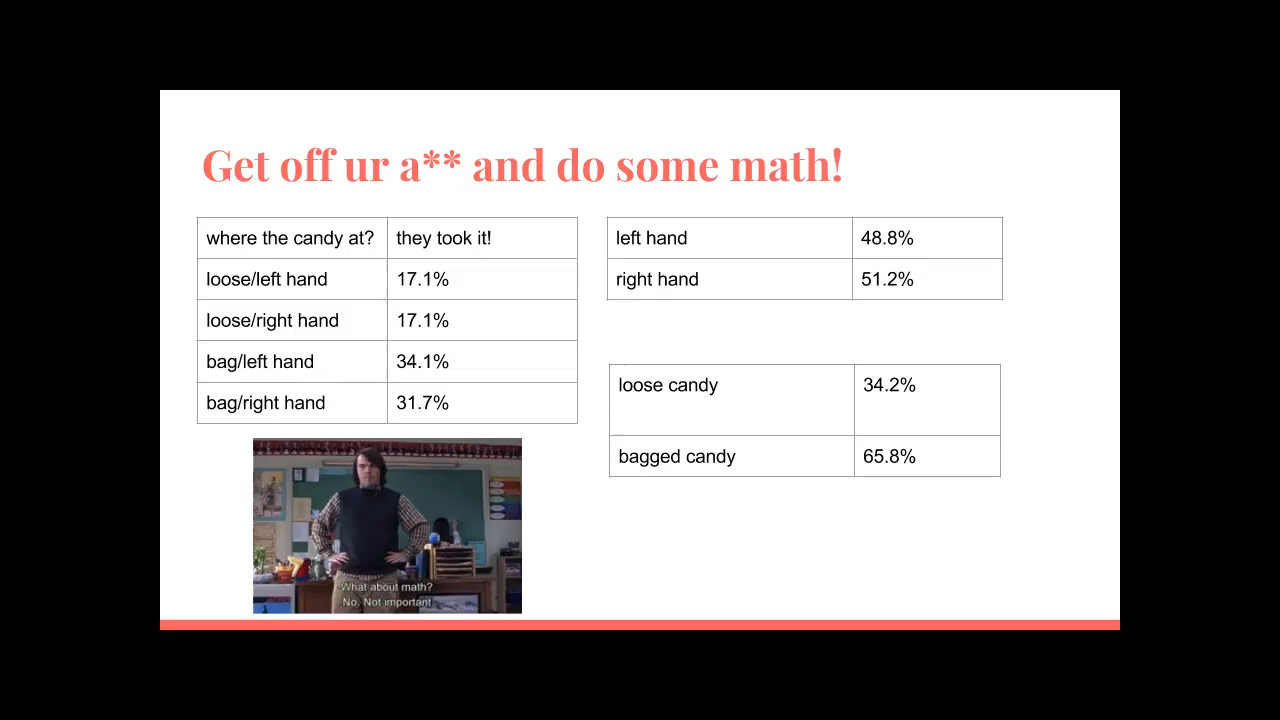 Get off ur a** and do some math!
where the candy at? they took it!
loose/left hand 17.1%
loose/right hand 17.1%
bag/left hand 34.1%
bag/right hand 31.7%
left hand 48.8%
right hand 51.2%
loose candy 34.2%
bagged candy 65.8%
-What about math?
-No. Not important.